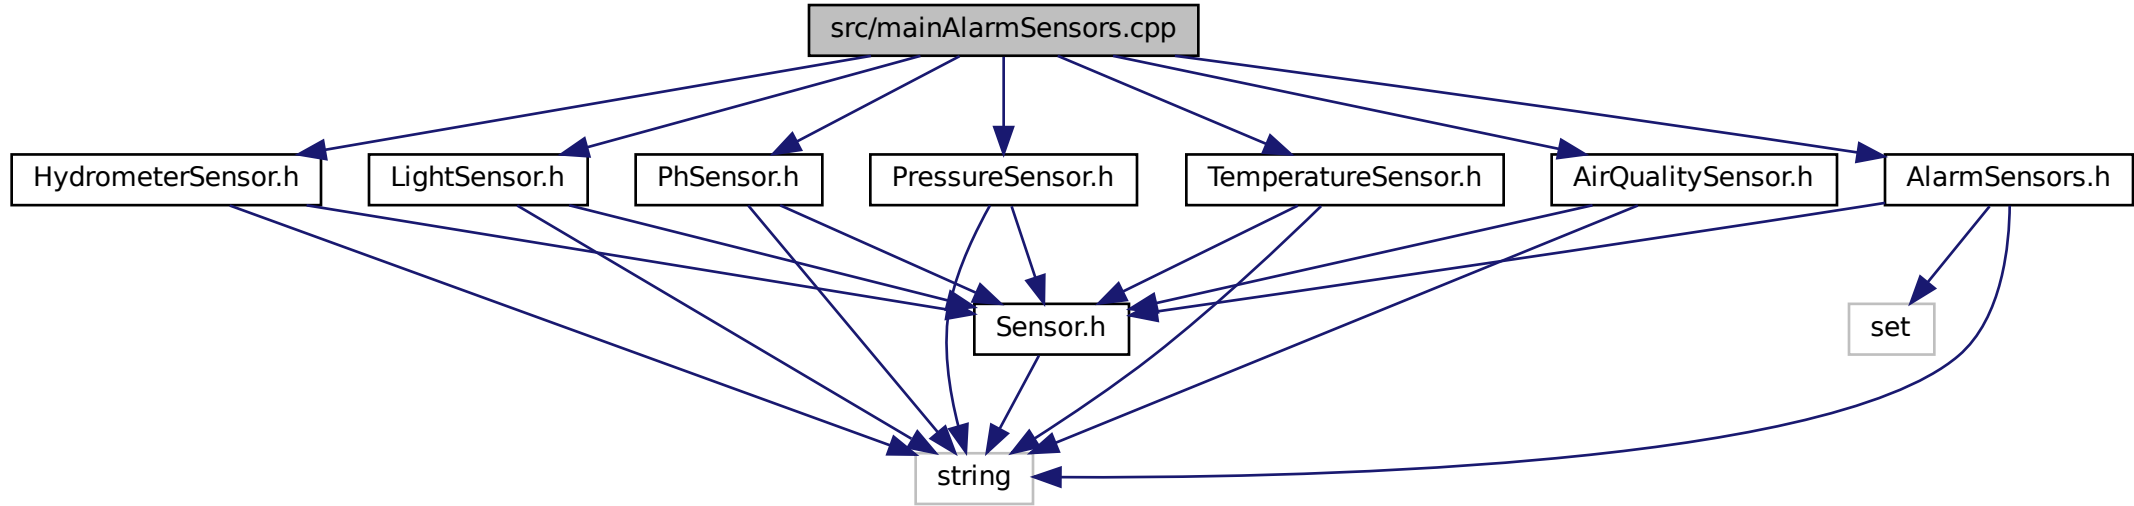 src/mainAlarmSensors.cpp
HydrometerSensor.h
LightSensor.h
PhSensor.h
PressureSensor.h
TemperatureSensor.h
AirQualitySensor.h
AlarmSensors.h
Sensor.h
set
string